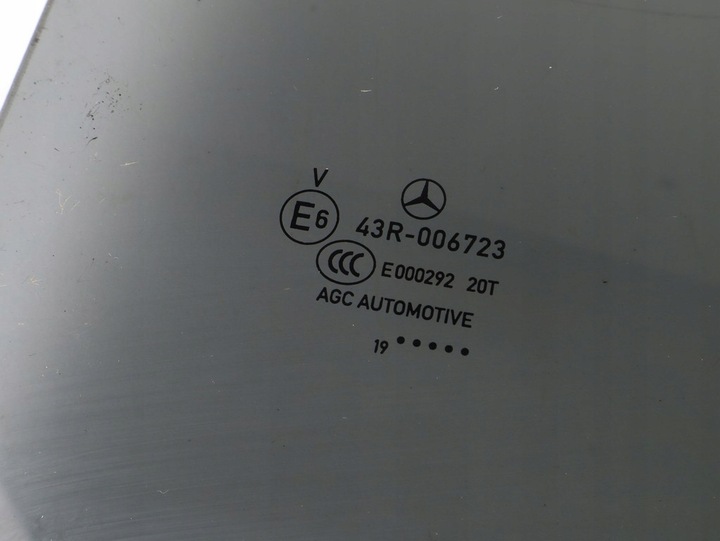 V
E6 43R-006723
CCC E000292 20T
AGC AUTOMOTIVE
19 •••••